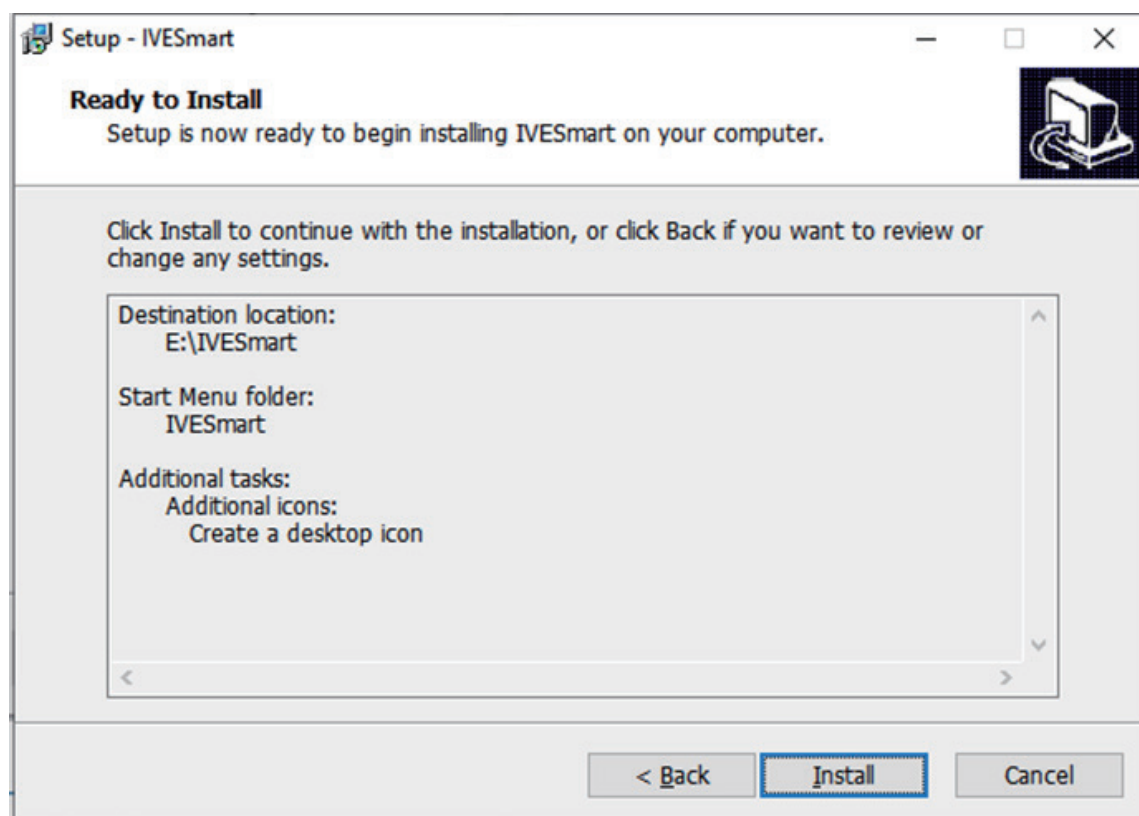 Setup - IVESmart
Ready to Install
Setup is now ready to begin installing IVESmart on your computer.
Click Install to continue with the installation, or click Back if you want to review or
change any settings.
Destination location:
E:\IVESmart
Start Menu folder:
IVESmart
Additional tasks:
Additional icons:
Create a desktop icon
< Back Install Cancel